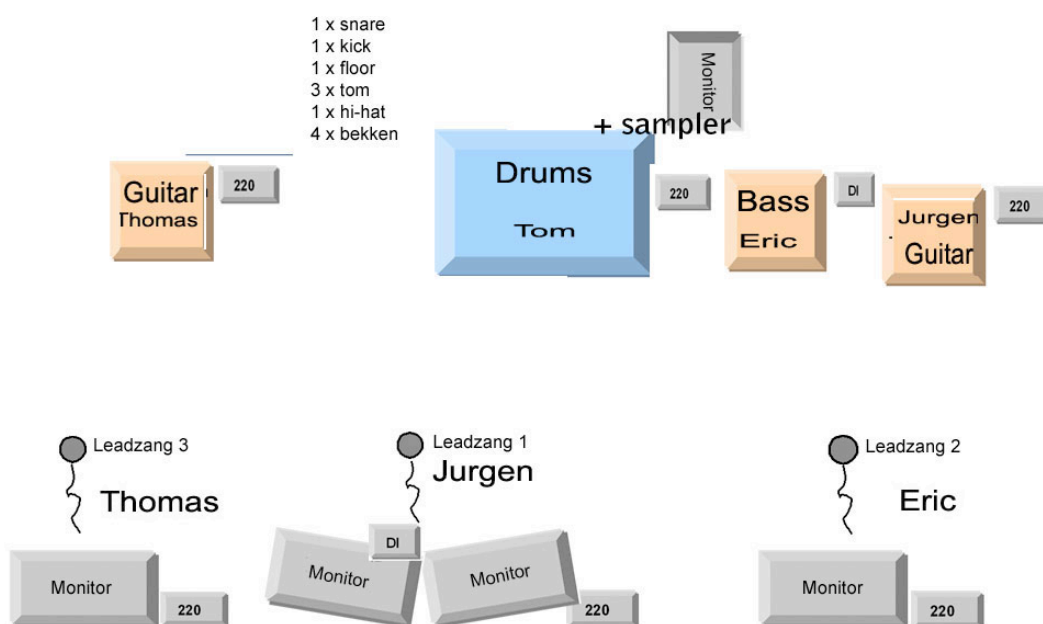 1 x snare
1 x kick
1 x floor
3 x tom
1 x hi-hat
4 x bekken
Monitor
+ sampler
Guitar
Thomas
220
Drums
Tom
220
Bass
Eric
DI
Jurgen
Guitar
220
Leadzang 3
Thomas
Leadzang 1
Jurgen
Leadzang 2
Eric
Monitor
220
Monitor
DI
Monitor
220
Monitor
220